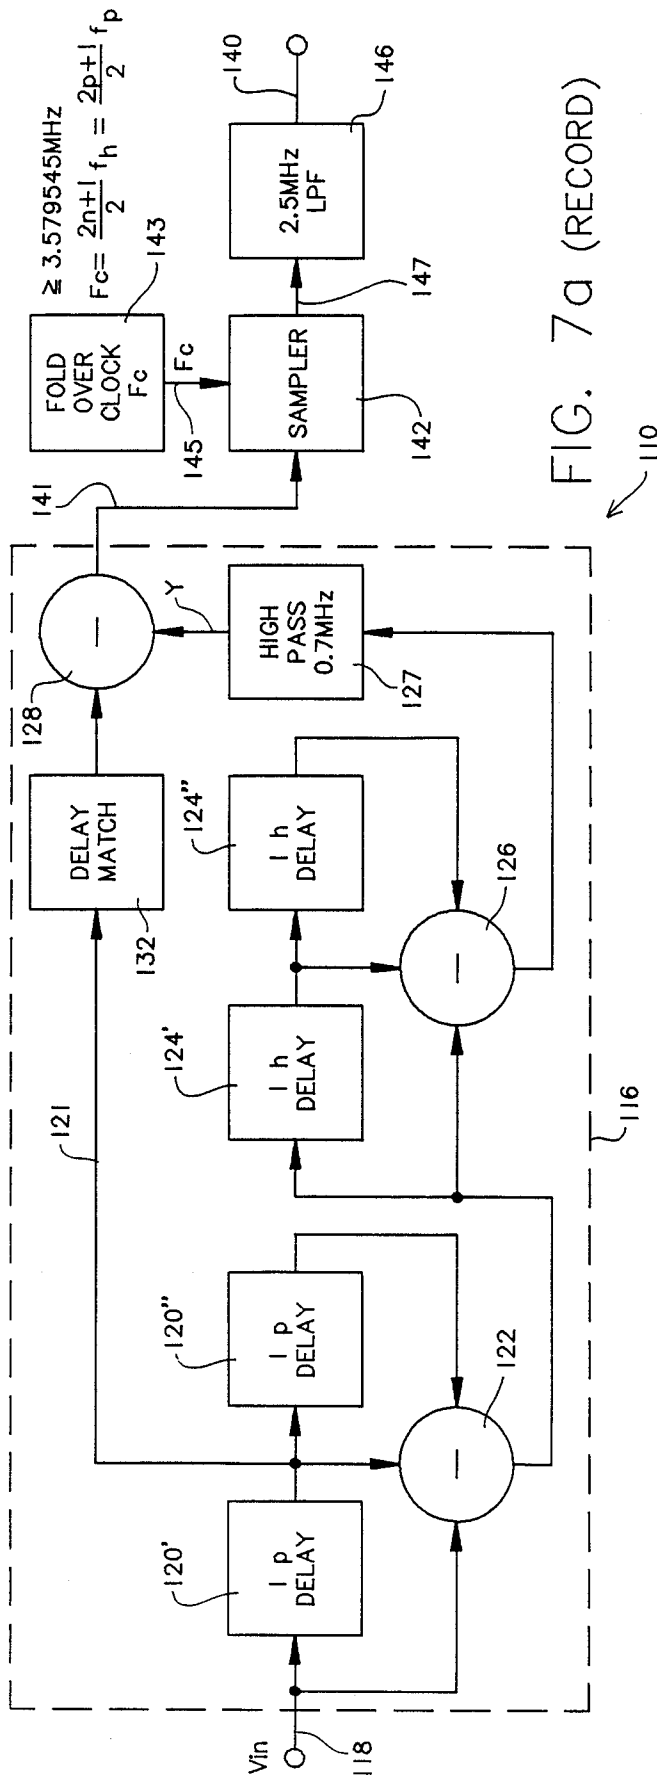 ≧ 3.579545MHz
Fc= 2n+1/2 fh = 2p+1/2 fp
143
FOLD
OVER
CLOCK
Fc
Fc
145
140
141
SAMPLER
142
147
2.5MHz
LPF
146
128
—
Y
HIGH
PASS
0.7MHz
127
DELAY
MATCH
132
121
124"
1 h
DELAY
124'
1 h
DELAY
126
—
120"
1 p
DELAY
120'
1 p
DELAY
122
—
Vin
118
116
110
FIG. 7a (RECORD)